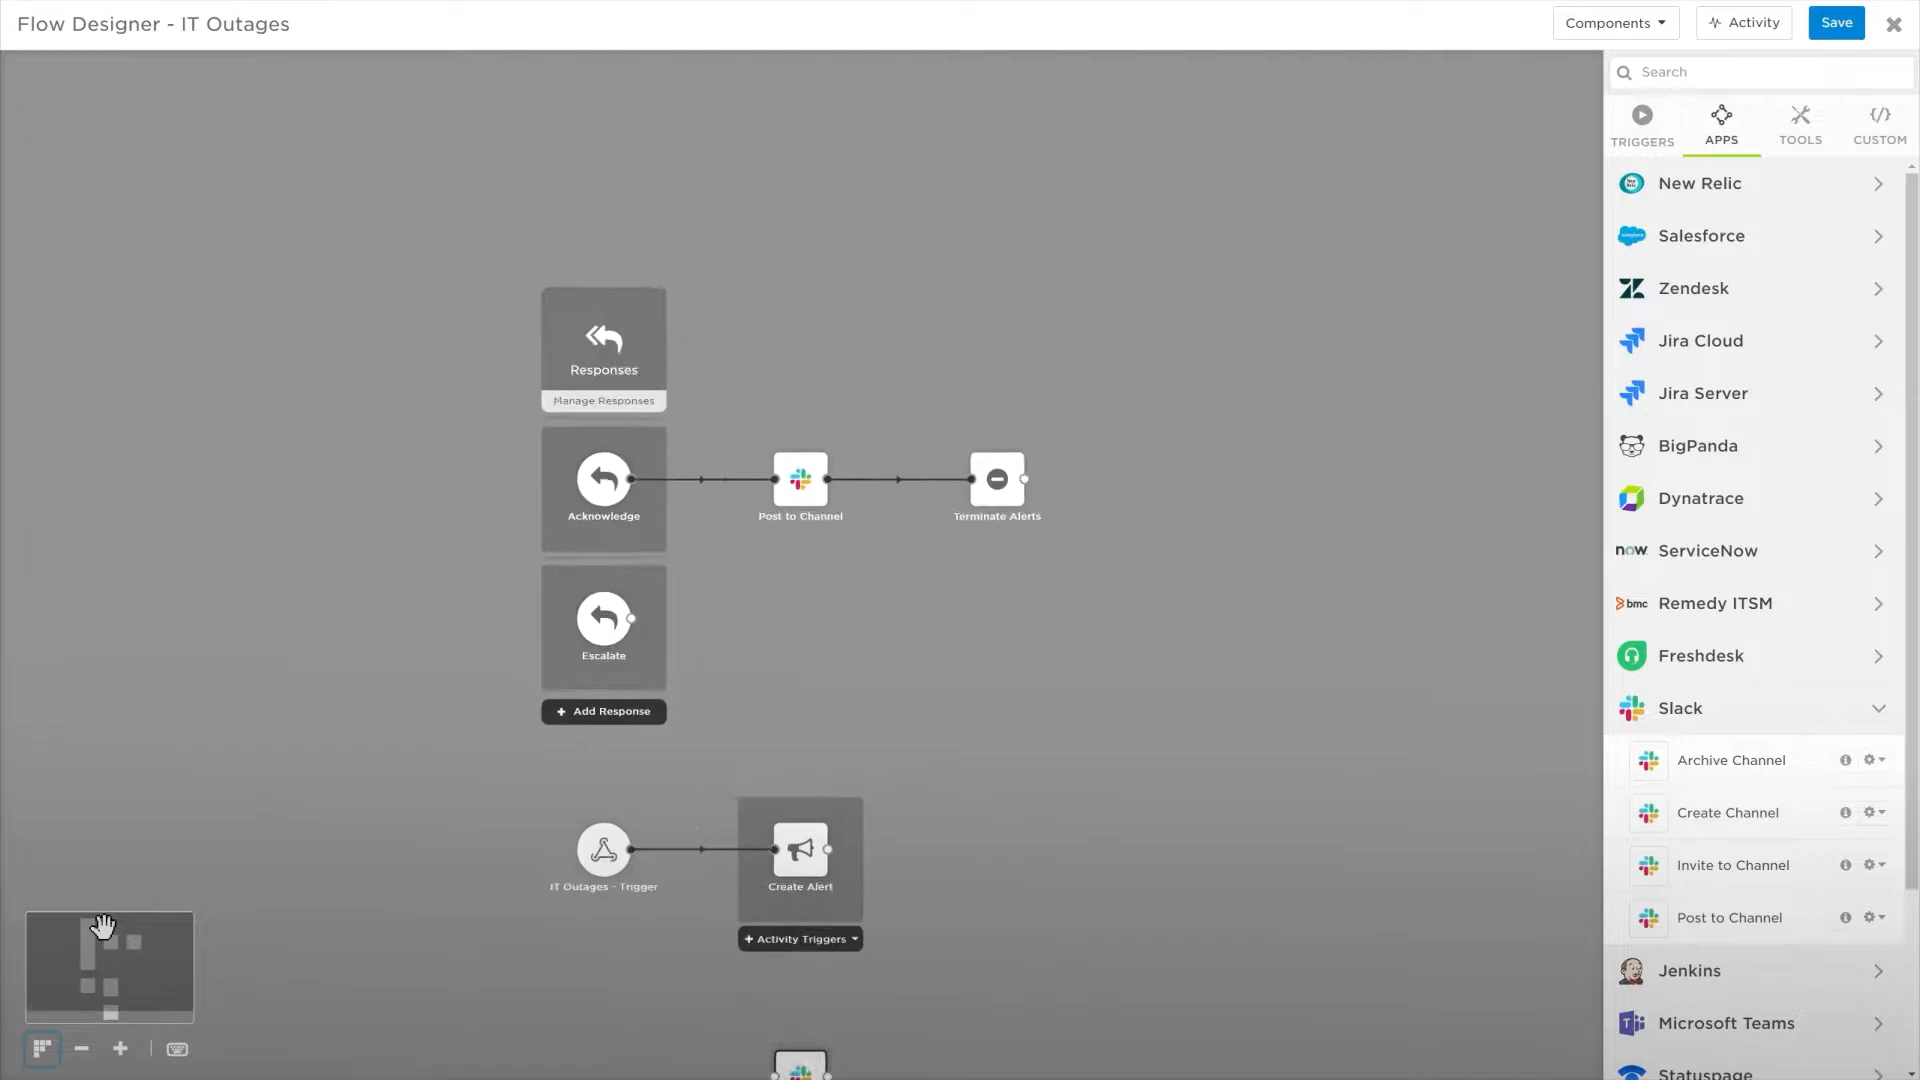 Flow Designer - IT Outages
Components
Activity
Save
Search
TRIGGERS
APPS
TOOLS
CUSTOM
New Relic
Salesforce
Zendesk
Jira Cloud
Jira Server
BigPanda
Dynatrace
now. ServiceNow
bmc Remedy ITSM
Freshdesk
Slack
Archive Channel
Create Channel
Invite to Channel
Post to Channel
Jenkins
Microsoft Teams
Statuspage
Responses
Manage Responses
Acknowledge
Post to Channel
Terminate Alerts
Escalate
+ Add Response
IT Outages - Trigger
Create Alert
+ Activity Triggers